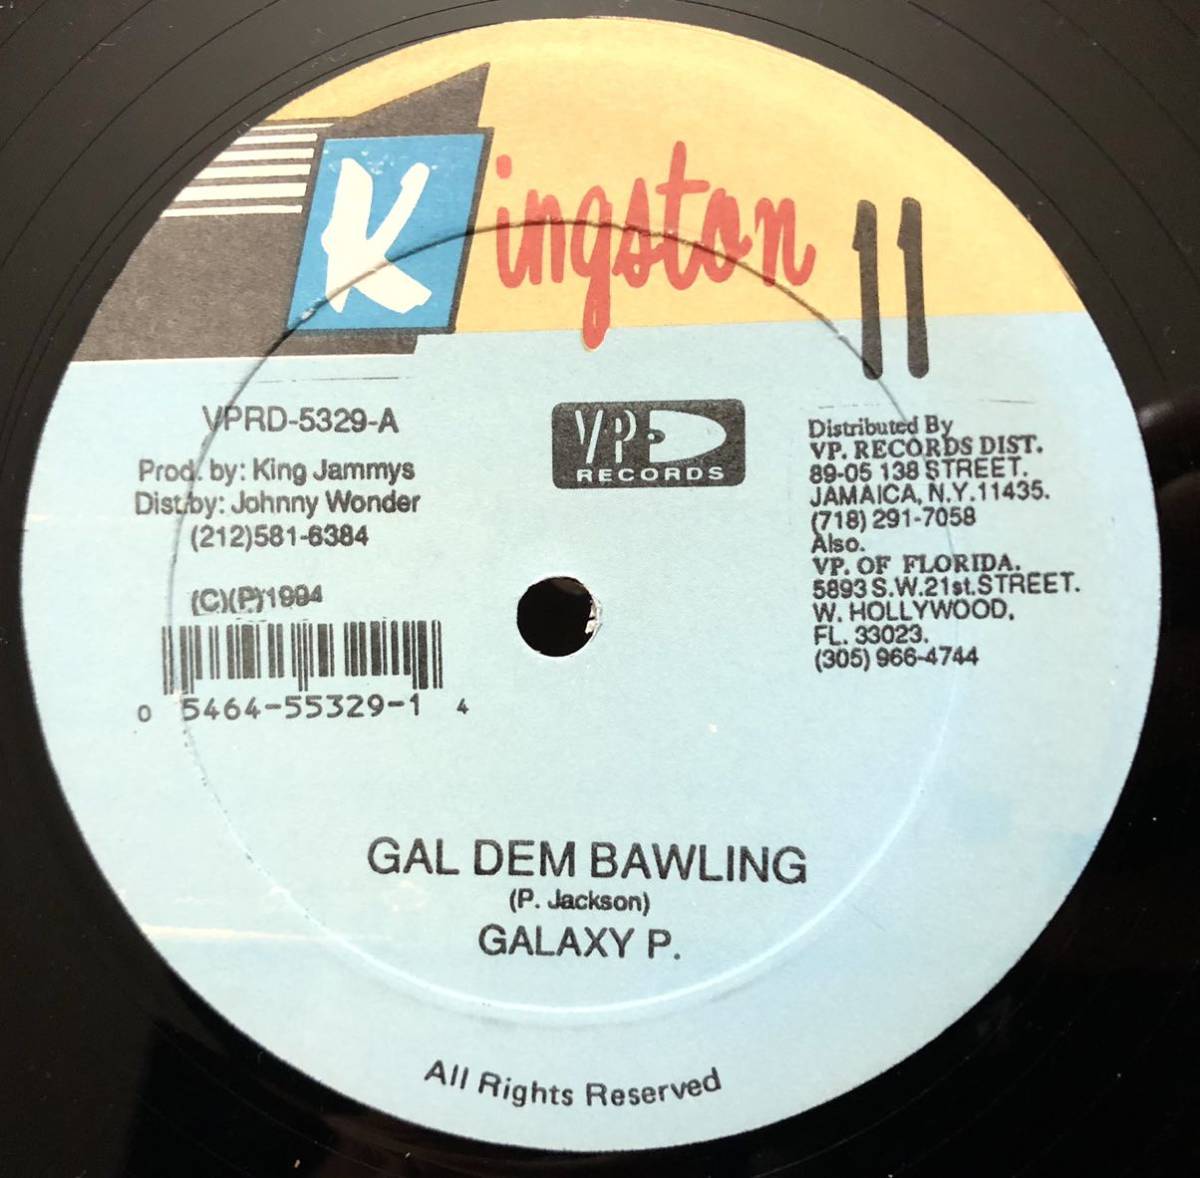 Kingston 11
VPRD-5329-A
Prod. by: King Jammys
Dist.by: Johnny Wonder
(212)581-6384
(C)(P)1994
0 5464-55329-1 4
VP
RECORDS
Distributed By
VP. RECORDS DIST.
89-05 138 STREET.
JAMAICA, N.Y.11435.
(718) 291-7058
Also.
VP. OF FLORIDA.
5893 S.W.21st.STREET.
W. HOLLYWOOD,
FL. 33023.
(305) 966-4744
GAL DEM BAWLING
(P. Jackson)
GALAXY P.
All Rights Reserved